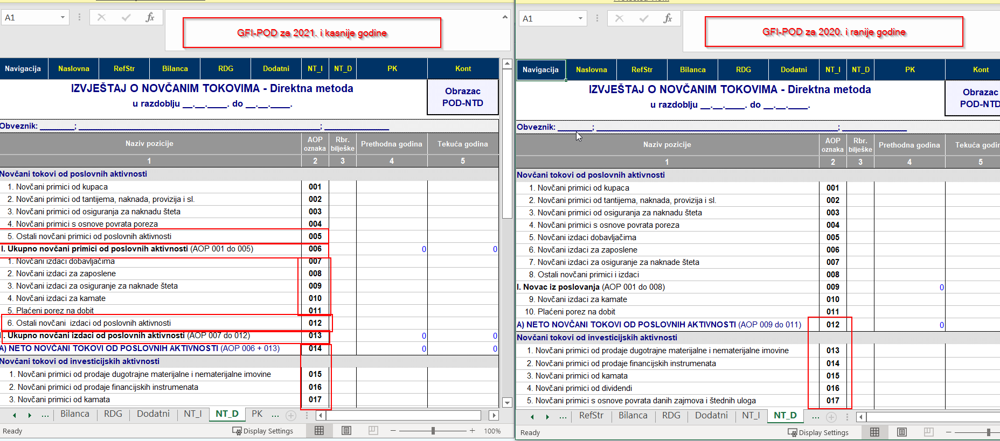 A1
fx
GFI-POD za 2021. i kasnije godine
Navigacija Naslovna RefStr Bilanca RDG Dodatni NT_I NT_D PK Kont
IZVJEŠTAJ O NOVČANIM TOKOVIMA - Direktna metoda
u razdoblju __.__.____. do __.__.____.
Obrazac
POD-NTD
Obveznik: ________; ________________________________________________________; _______________
Naziv pozicije AOP oznaka Rbr. bilješke Prethodna godina Tekuća godina
1 2 3 4 5
Novčani tokovi od poslovnih aktivnosti
1. Novčani primici od kupaca 001
2. Novčani primici od tantijema, naknada, provizija i sl. 002
3. Novčani primici od osiguranja za naknadu šteta 003
4. Novčani primici s osnove povrata poreza 004
5. Ostali novčani primici od poslovnih aktivnosti 005
I. Ukupno novčani primici od poslovnih aktivnosti (AOP 001 do 005) 006 0 0
1. Novčani izdaci dobavljačima 007
2. Novčani izdaci za zaposlene 008
3. Novčani izdaci za osiguranje za naknade šteta 009
4. Novčani izdaci za kamate 010
5. Plaćeni porez na dobit 011
6. Ostali novčani  izdaci od poslovnih aktivnosti 012
. Ukupno novčani izdaci od poslovnih aktivnosti (AOP 007 do 012) 013 0 0
A) NETO NOVČANI TOKOVI OD POSLOVNIH AKTIVNOSTI (AOP 006 + 013) 014 0 0
Novčani tokovi od investicijskih aktivnosti
1. Novčani primici od prodaje dugotrajne materijalne i nematerijalne imovine 015
2. Novčani primici od prodaje financijskih instrumenata 016
3. Novčani primici od kamata 017
... Bilanca RDG Dodatni NT_I NT_D PK ...
Ready Display Settings 100%
A1
fx
GFI-POD za 2020. i ranije godine
Navigacija Naslovna RefStr Bilanca RDG Dodatni NT_I NT_D PK Kont
IZVJEŠTAJ O NOVČANIM TOKOVIMA - Direktna metoda
u razdoblju __.__.____. do __.__.____.
Obrazac
POD-NTD
Obveznik: ________; ________________________________________________________; _______________
Naziv pozicije AOP oznaka Rbr. bilješke Prethodna godina Tekuća godin
1 2 3 4 5
Novčani tokovi od poslovnih aktivnosti
1. Novčani primici od kupaca 001
2. Novčani primici od tantijema, naknada, provizija i sl. 002
3. Novčani primici od osiguranja za naknadu šteta 003
4. Novčani primici s osnove povrata poreza 004
5. Novčani izdaci dobavljačima 005
6. Novčani izdaci za zaposlene 006
7. Novčani izdaci za osiguranje za naknade šteta 007
8. Ostali novčani primici i izdaci 008
I. Novac iz poslovanja (AOP 001 do 008) 009 0
9. Novčani izdaci za kamate 010
10. Plaćeni porez na dobit 011
A) NETO NOVČANI TOKOVI OD POSLOVNIH AKTIVNOSTI (AOP 009 do 011) 012 0
Novčani tokovi od investicijskih aktivnosti
1. Novčani primici od prodaje dugotrajne materijalne i nematerijalne imovine 013
2. Novčani primici od prodaje financijskih instrumenata 014
3. Novčani primici od kamata 015
4. Novčani primici od dividendi 016
5. Novčani primici s osnove povrata danih zajmova i štednih uloga 017
... RefStr Bilanca RDG Dodatni NT_I NT_D ...
Ready Display Settings